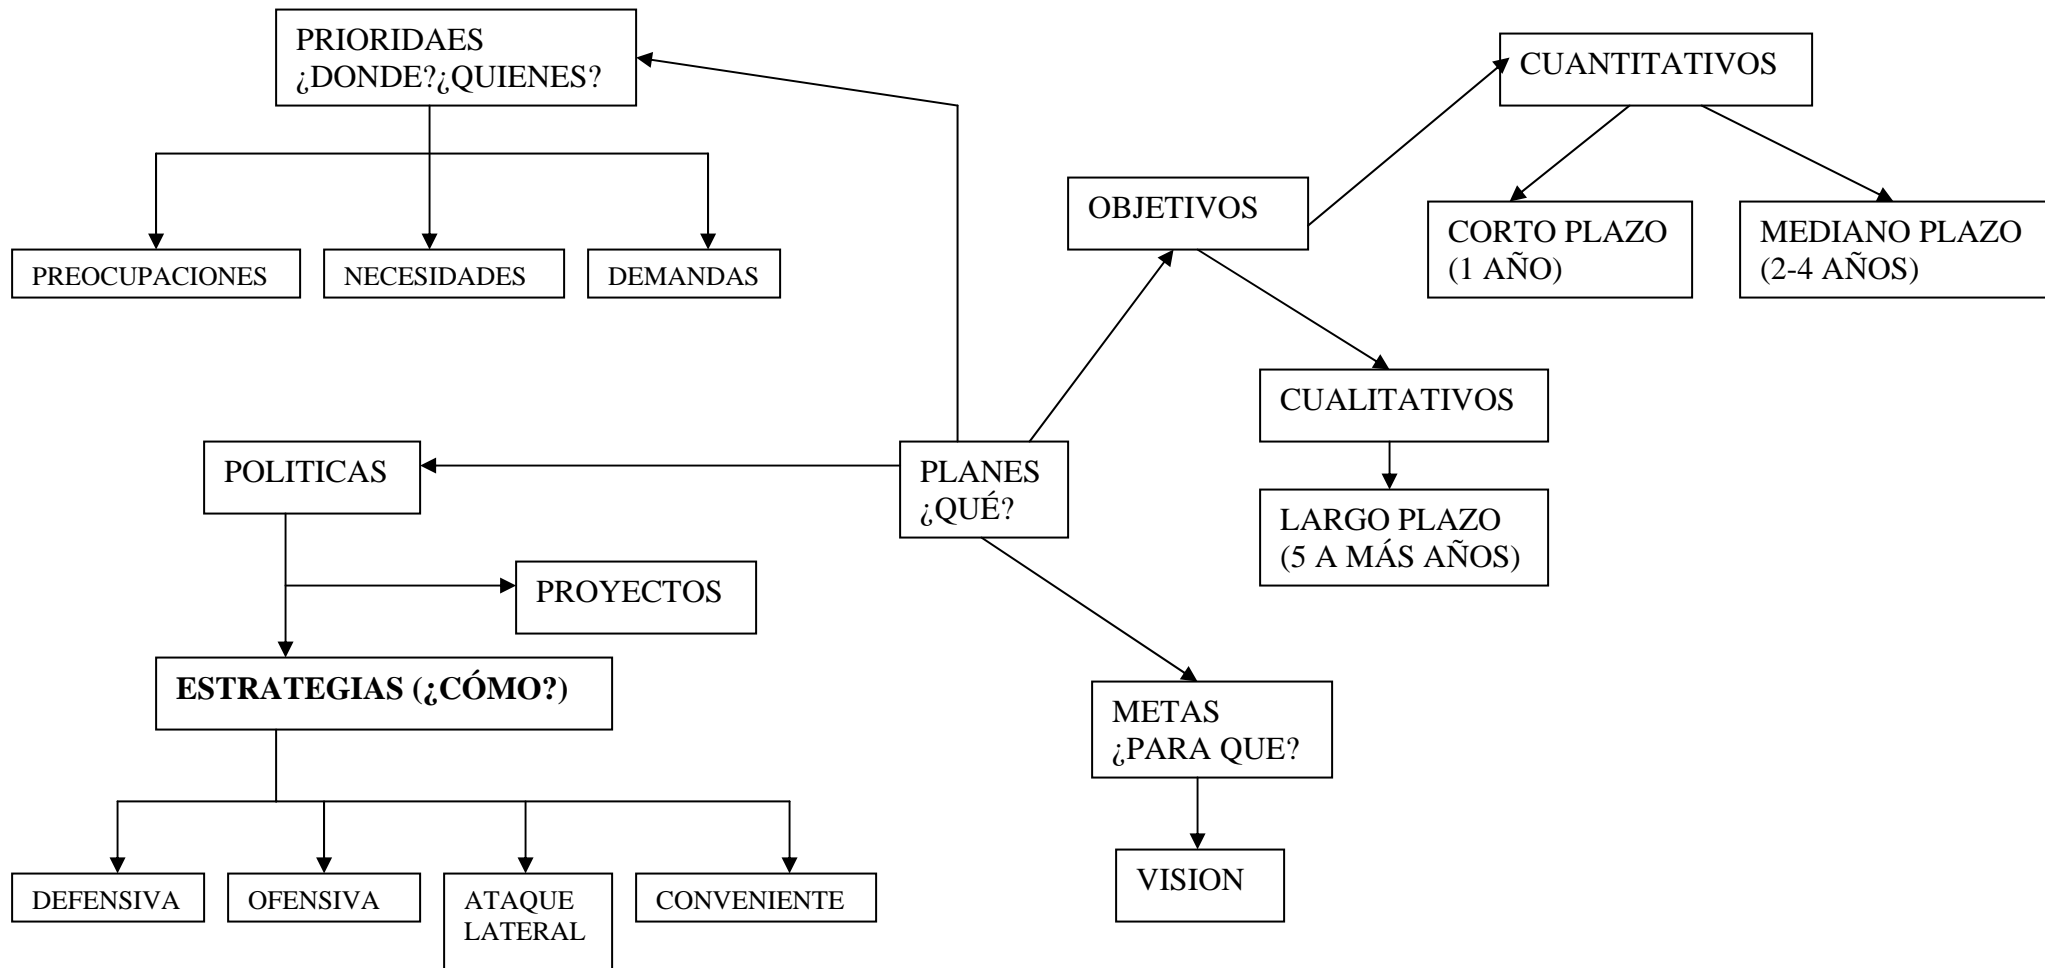 PRIORIDAES
¿DONDE?¿QUIENES?
PREOCUPACIONES
NECESIDADES
DEMANDAS
CUANTITATIVOS
OBJETIVOS
CORTO PLAZO
(1 AÑO)
MEDIANO PLAZO
(2-4 AÑOS)
CUALITATIVOS
LARGO PLAZO
(5 A MÁS AÑOS)
POLITICAS
PLANES
¿QUÉ?
PROYECTOS
ESTRATEGIAS (¿CÓMO?)
METAS
¿PARA QUE?
VISION
DEFENSIVA
OFENSIVA
ATAQUE
LATERAL
CONVENIENTE